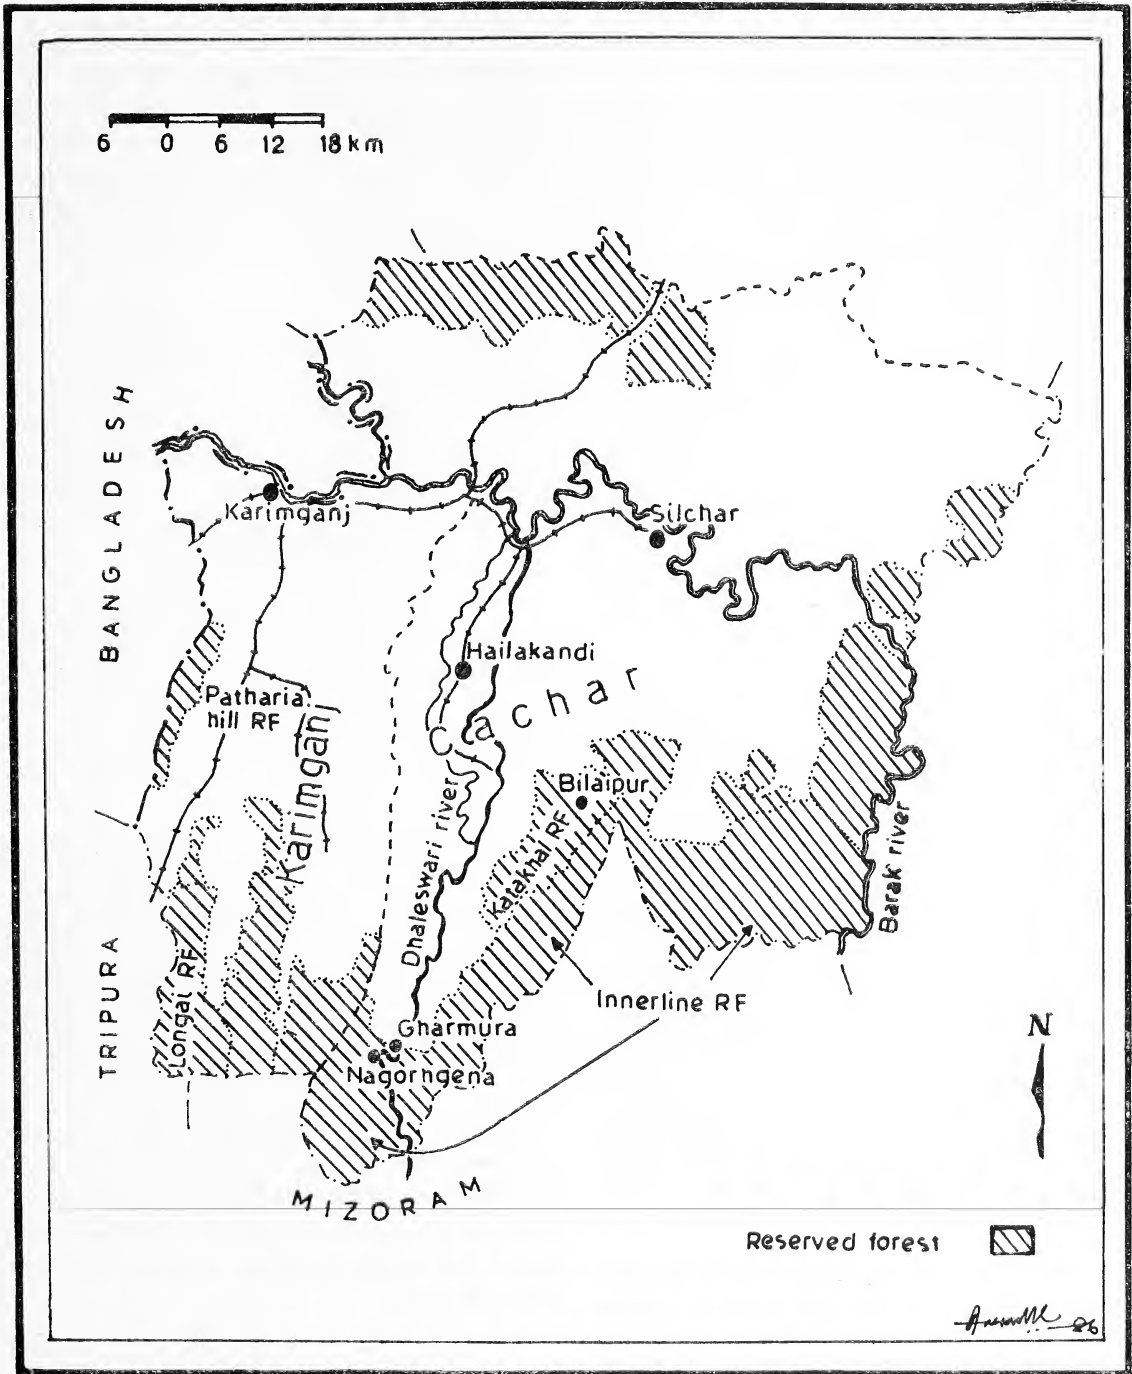 6 0 6 12 18 km
BANGLADESH
Karimganj
Silchar
Hailakandi
Cachar
Patharia
hill RF
Karimganj
Bilaipur
Katakhal RF
Dhaleswari river
Barak river
TRIPURA
Longai RF
Innerline RF
Gharmura
Nagorngena
N
MIZORAM
Reserved forest
86